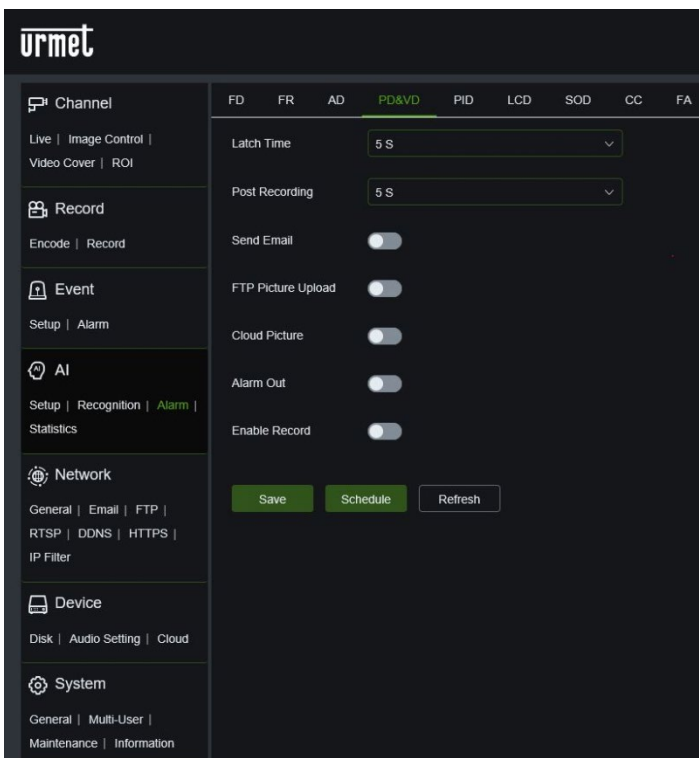 urmet
Channel
Live | Image Control |
Video Cover | ROI
Record
Encode | Record
Event
Setup | Alarm
AI
Setup | Recognition | Alarm |
Statistics
Network
General | Email | FTP |
RTSP | DDNS | HTTPS |
IP Filter
Device
Disk | Audio Setting | Cloud
System
General | Multi-User |
Maintenance | Information
FD FR AD PD&VD PID LCD SOD CC FA
Latch Time 5 S
Post Recording 5 S
Send Email
FTP Picture Upload
Cloud Picture
Alarm Out
Enable Record
Save Schedule Refresh